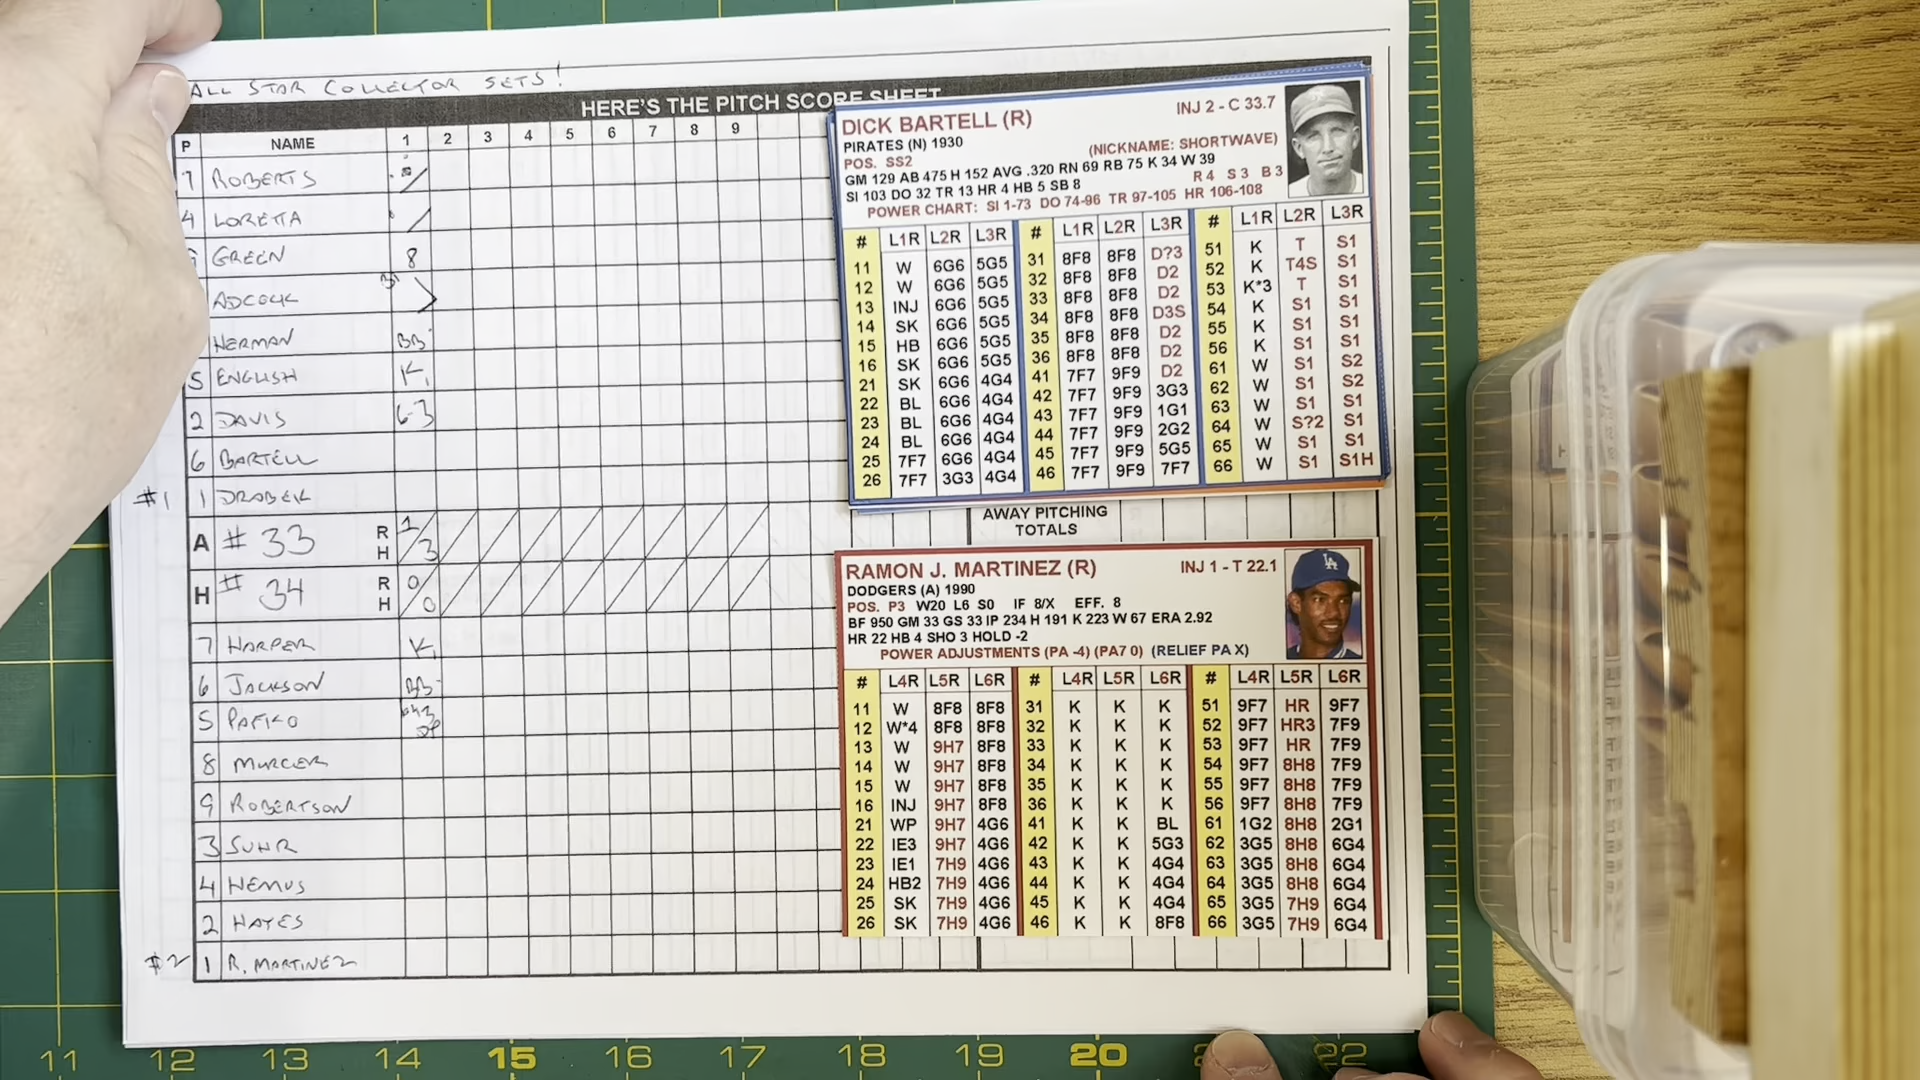 ALL STAR COLLECTOR SETS!
HERE'S THE PITCH SCORE SHEET
P NAME 1 2 3 4 5 6 7 8 9
7 ROBERTS
4 LORETTA
GREEN 8
ADCOCK
HERMAN BB
5 ENGLISH K
2 DAVIS 6-3
6 BARTELL
#1 1 DRABEK
A # 33 R 1 H 3
H # 34 R 0 H 0
7 HARPER K
6 JACKSON BB
5 PAFKO 643 DP
8 MURCER
9 ROBERTSON
3 SUHR
4 HEMUS
2 HAYES
#2 1 R. MARTINEZ
DICK BARTELL (R) INJ 2 - C 33.7
PIRATES (N) 1930
(NICKNAME: SHORTWAVE)
POS. SS2
GM 129 AB 475 H 152 AVG .320 RN 69 RB 75 K 34 W 39
R 4 S 3 B 3
SI 103 DO 32 TR 13 HR 4 HB 5 SB 8
POWER CHART: SI 1-73 DO 74-96 TR 97-105 HR 106-108
# L1R L2R L3R # L1R L2R L3R # L1R L2R L3R
11 W 6G6 5G5 31 8F8 8F8 D?3 51 K T S1
12 W 6G6 5G5 32 8F8 8F8 D2 52 K T4S S1
13 INJ 6G6 5G5 33 8F8 8F8 D2 53 K*3 T S1
14 SK 6G6 5G5 34 8F8 8F8 D3S 54 K S1 S1
15 HB 6G6 5G5 35 8F8 8F8 D2 55 K S1 S1
16 SK 6G6 5G5 36 8F8 8F8 D2 56 K S1 S1
21 SK 6G6 4G4 41 7F7 9F9 D2 61 W S1 S2
22 BL 6G6 4G4 42 7F7 9F9 3G3 62 W S1 S2
23 BL 6G6 4G4 43 7F7 9F9 1G1 63 W S1 S1
24 BL 6G6 4G4 44 7F7 9F9 2G2 64 W S?2 S1
25 7F7 6G6 4G4 45 7F7 9F9 5G5 65 W S1 S1
26 7F7 3G3 4G4 46 7F7 9F9 7F7 66 W S1 S1H
AWAY PITCHING
TOTALS
RAMON J. MARTINEZ (R) INJ 1 - T 22.1
DODGERS (A) 1990
POS. P3 W20 L6 S0 IF 8/X EFF. 8
BF 950 GM 33 GS 33 IP 234 H 191 K 223 W 67 ERA 2.92
HR 22 HB 4 SHO 3 HOLD -2
POWER ADJUSTMENTS (PA -4) (PA7 0) (RELIEF PA X)
# L4R L5R L6R # L4R L5R L6R # L4R L5R L6R
11 W 8F8 8F8 31 K K K 51 9F7 HR 9F7
12 W*4 8F8 8F8 32 K K K 52 9F7 HR3 7F9
13 W 9H7 8F8 33 K K K 53 9F7 HR 7F9
14 W 9H7 8F8 34 K K K 54 9F7 8H8 7F9
15 W 9H7 8F8 35 K K K 55 9F7 8H8 7F9
16 INJ 9H7 8F8 36 K K K 56 9F7 8H8 7F9
21 WP 9H7 4G6 41 K K BL 61 1G2 8H8 2G1
22 IE3 9H7 4G6 42 K K 5G3 62 3G5 8H8 6G4
23 IE1 7H9 4G6 43 K K 4G4 63 3G5 8H8 6G4
24 HB2 7H9 4G6 44 K K 4G4 64 3G5 8H8 6G4
25 SK 7H9 4G6 45 K K 4G4 65 3G5 7H9 6G4
26 SK 7H9 4G6 46 K K 8F8 66 3G5 7H9 6G4
LA
11 12 13 14 15 16 17 18 19 20 22